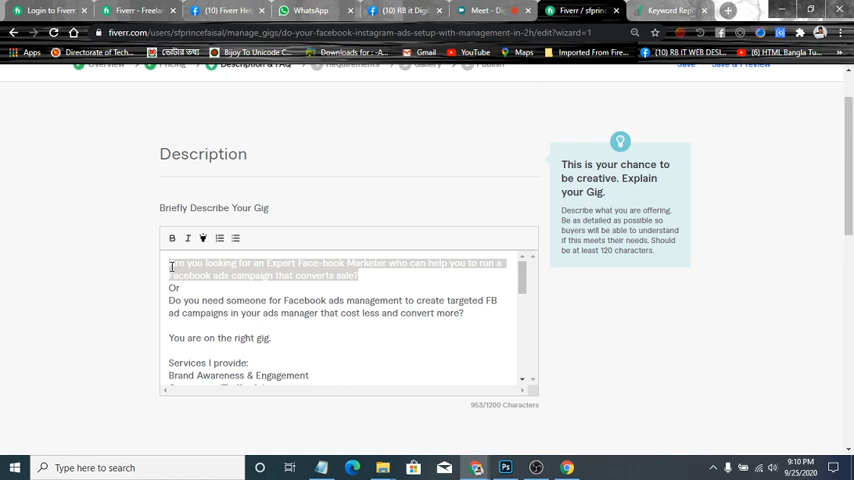 Login to Fiverr
Fiverr - Freelan
(10) Fiverr Help
WhatsApp
(10) RB it Digit
Meet -
Fiverr / sfprince
Keyword Rep
fiverr.com/users/sfprincefaisal/manage_gigs/do-your-facebook-instagram-ads-setup-with-management-in-2h/edit?wizard=1
Apps
Directorate of Tecn...
ভোটার তথ্য
Bijoy To Unicode C...
Downloads for : -A...
Gmail
YouTube
Maps
Imported From Fire...
(10) RB IT WEB DESI...
(6) HTML Bangla Tu...
Overview
Pricing
Description & FAQ
Requirements
Gallery
Publish
Save
Save & Preview
Description
Briefly Describe Your Gig
B I
Are you looking for an Expert Face-book Marketer who can help you to run a
Facebook ads campaign that converts sale?
Or
Do you need someone for Facebook ads management to create targeted FB
ad campaigns in your ads manager that cost less and convert more?
You are on the right gig.
Services I provide:
Brand Awareness & Engagement
953/1200 Characters
This is your chance to
be creative. Explain
your Gig.
Describe what you are offering.
Be as detailed as possible so
buyers will be able to understand
if this meets their needs. Should
be at least 120 characters.
Type here to search
9:10 PM
9/25/2020